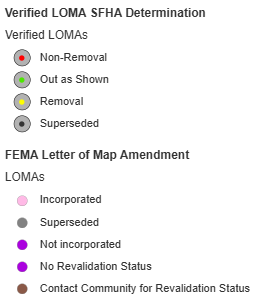 Verified LOMA SFHA Determination
Verified LOMAs
Non-Removal
Out as Shown
Removal
Superseded
FEMA Letter of Map Amendment
LOMAs
Incorporated
Superseded
Not incorporated
No Revalidation Status
Contact Community for Revalidation Status